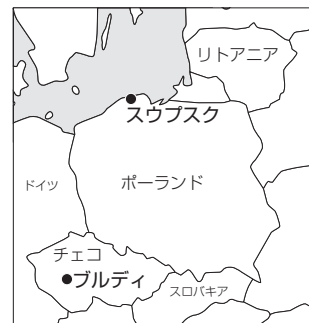 リトアニア
スウプスク
ドイツ
ポーランド
チェコ
ブルディ
スロバキア